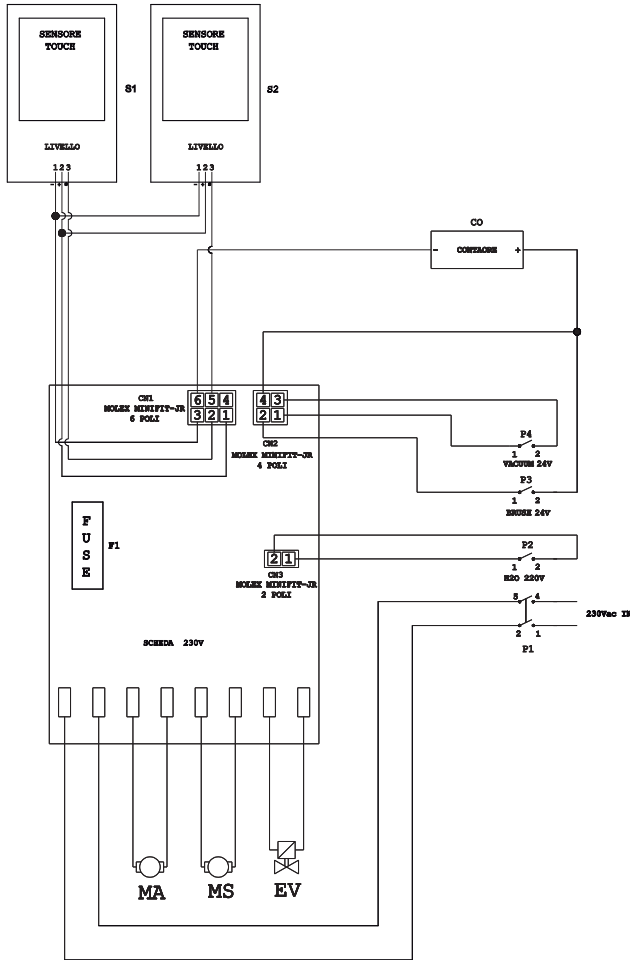 SENSORE
TOUCH
SENSORE
TOUCH
S1
S2
LIVELLO
LIVELLO
1 2 3
1 2 3
- + •
- + •
CO
- CONTAORE +
CN1
MOLEX MINIFIT-JR
6 POLI
6 5 4
3 2 1
4 3
2 1
CN2
MOLEX MINIFIT-JR
4 POLI
P4
1 2
VACUUM 24V
P3
1 2
BRUSH 24V
FUSE
F1
2 1
CN3
MOLEX MINIFIT-JR
2 POLI
P2
1 2
H2O 220V
5 4
230Vac IN
2 1
P1
SCHEDA 230V
MA
MS
EV